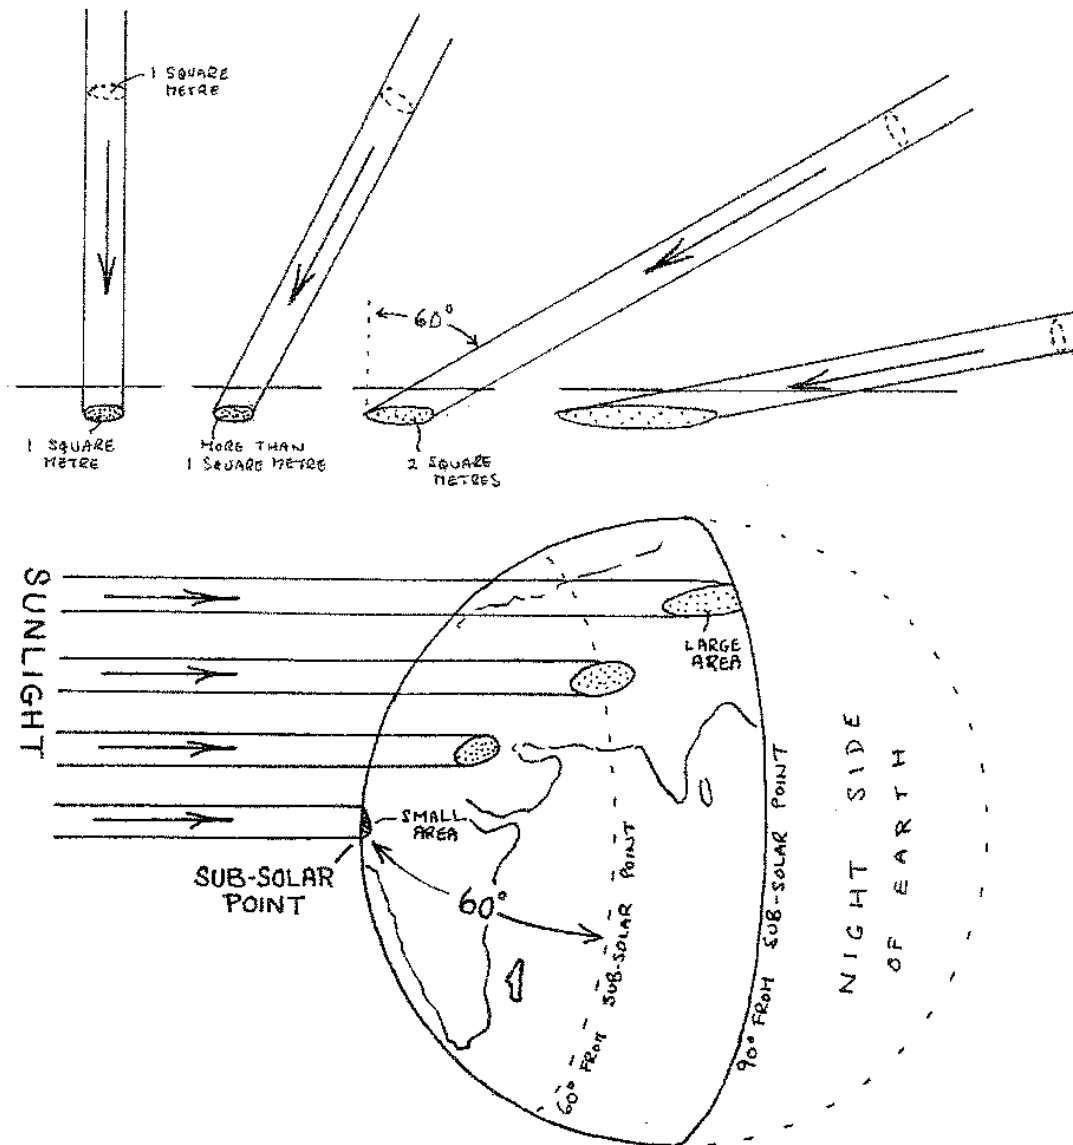 1 SQUARE
METRE
60°
1 SQUARE
METRE
MORE THAN
1 SQUARE METRE
2 SQUARE
METRES
SUNLIGHT
LARGE
AREA
SMALL
AREA
SUB-SOLAR
POINT
60°
60° FROM SUB-SOLAR POINT
90° FROM SUB-SOLAR POINT
NIGHT SIDE
OF EARTH